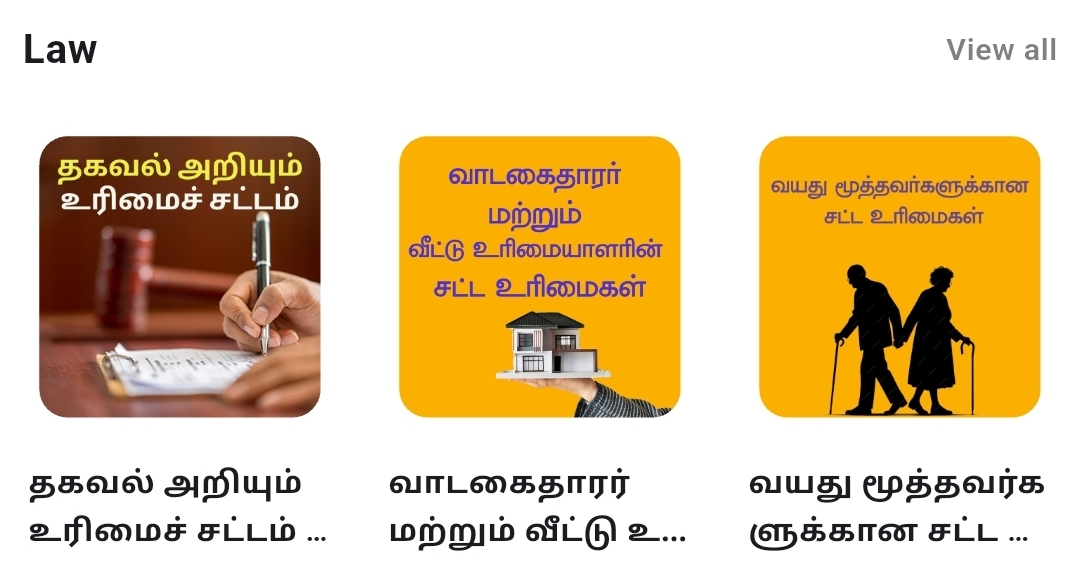 Law
View all
தகவல் அறியும்
உரிமைச் சட்டம்
வாடகைதாரர்
மற்றும்
வீட்டு உரிமையாளரின்
சட்ட உரிமைகள்
வயது மூத்தவர்களுக்கான
சட்ட உரிமைகள்
தகவல் அறியும்
உரிமைச் சட்டம் ...
வாடகைதாரர்
மற்றும் வீட்டு உ...
வயது மூத்தவர்க
ளுக்கான சட்ட ...